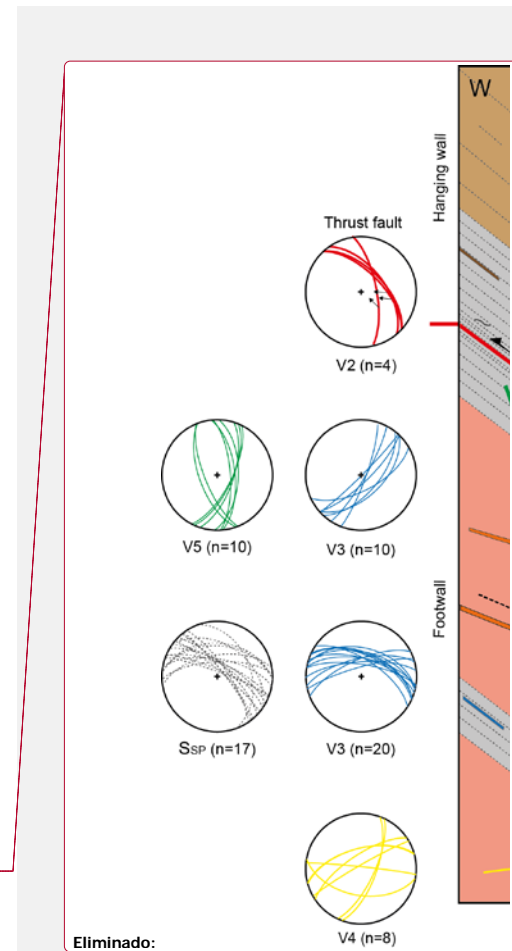 W
Hanging wall
Thrust fault
V2 (n=4)
V5 (n=10)
V3 (n=10)
Footwall
SSP (n=17)
V3 (n=20)
V4 (n=8)
Eliminado: